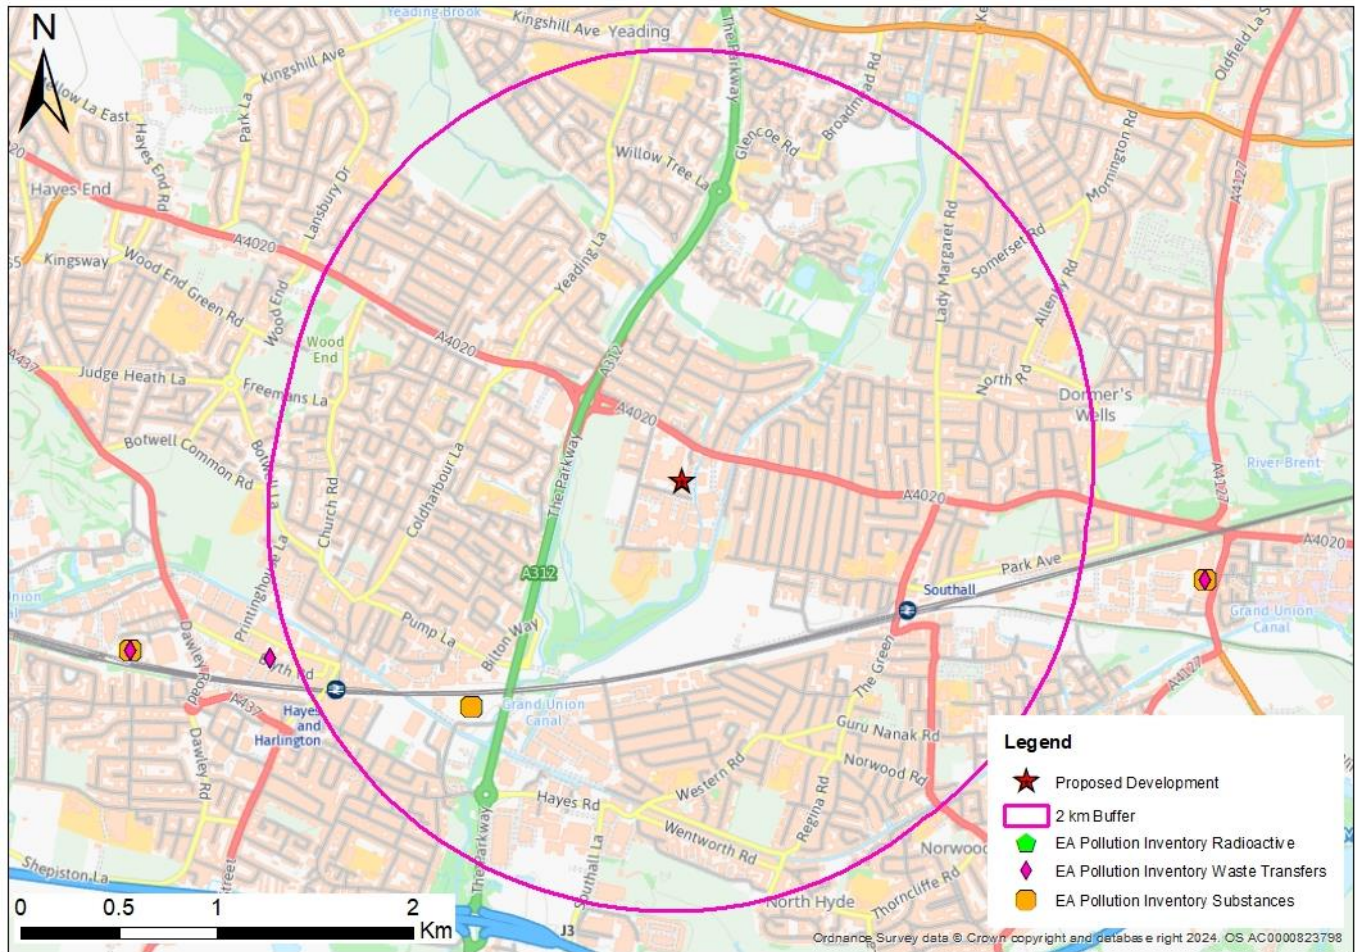 Yeading Brook
Kingshill Ave
Yeading
The Parkway
N
Kingshill Ave
Oldfield La
Park La
Hayes End Rd
Broadmead Rd
Glencoe Rd
Mornington Rd
Willow Tree La
A4127
Hayes End
Lansbury Dr
A4020
Lady Margaret Rd
Somerset Rd
Yeading La
Kingsway
Wood End Green Rd
Allenby Rd
Wood End
A4020
A312
A437
Judge Heath La
Freemans La
North Rd
Dormer's
Wells
A4020
Botwell Common Rd
Botwell La
Church Rd
Coldharbour La
The Parkway
River Brent
A4127
A4020
A4020
Printinghouse La
A312
Park Ave
Southall
Grand Union
Canal
Pump La
Bilton Way
Dawley Road
Blyth Rd
The Green
A4127
A437
Hayes
and
Harlington
Grand Union
Canal
Guru Nanak Rd
Dawley Rd
Western Rd
Norwood Rd
Hayes Rd
Regina Rd
Wentworth Rd
The Parkway
Southall La
Norwood
Shepiston La
Thorncliffe Rd
North Hyde
J3
Legend
Proposed Development
2 km Buffer
EA Pollution Inventory Radioactive
EA Pollution Inventory Waste Transfers
EA Pollution Inventory Substances
0 0.5 1 2
Km
Ordnance Survey data © Crown copyright and database right 2024. OS AC0000823798